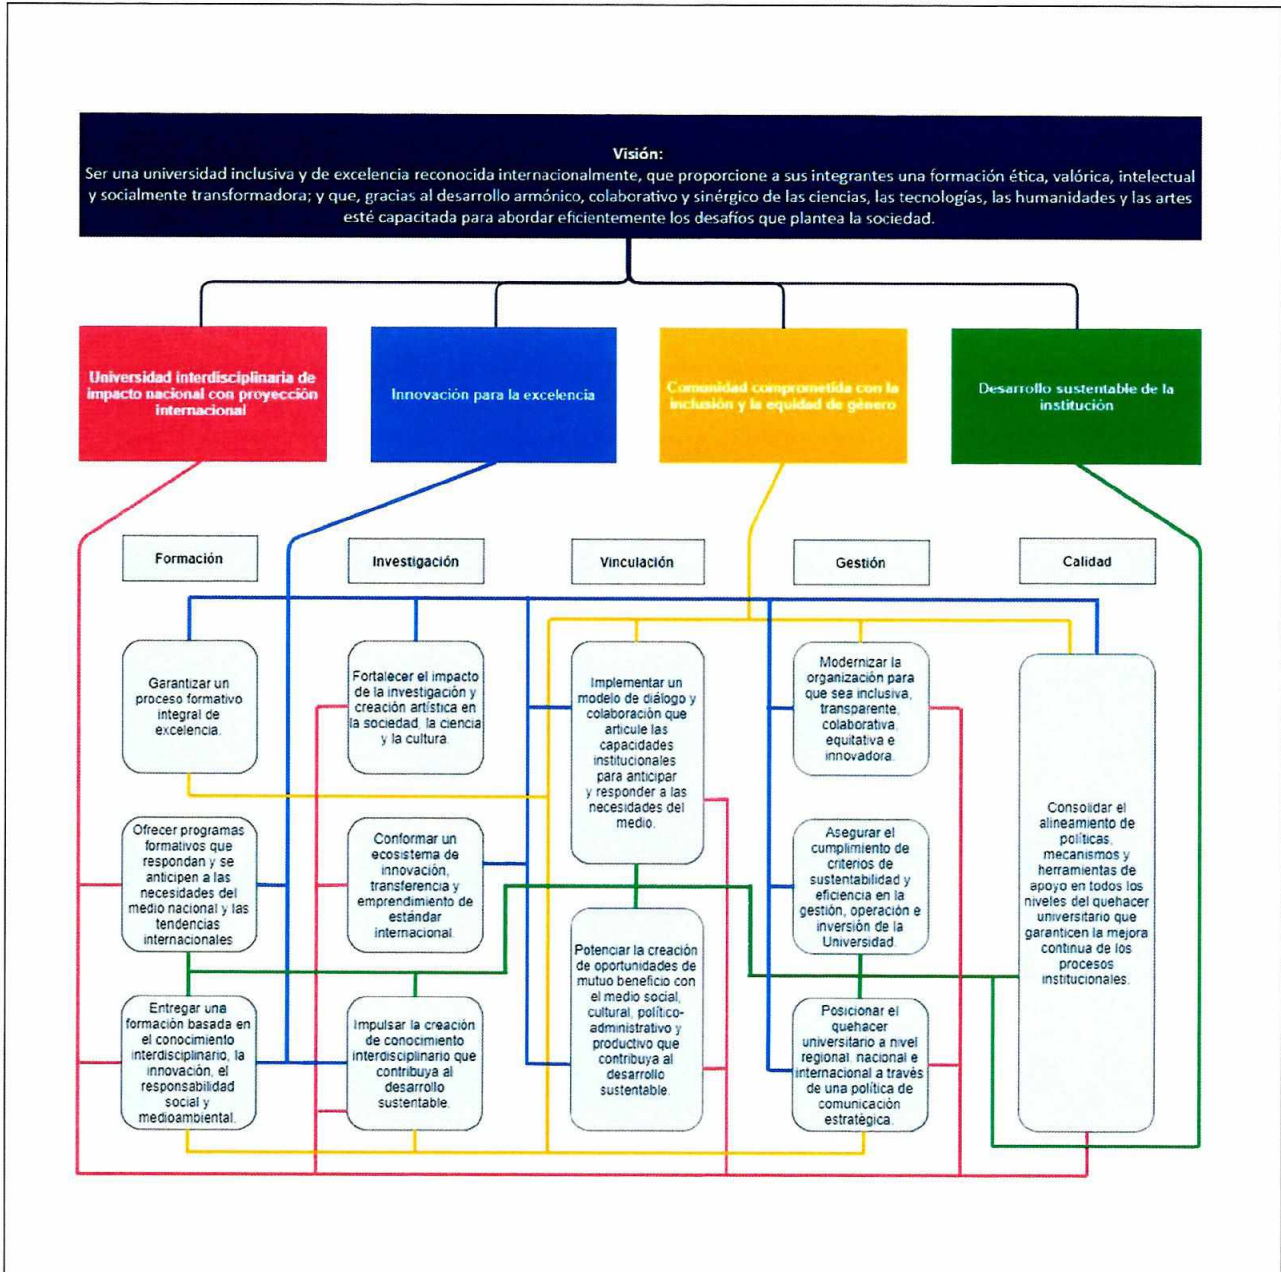 Visión:
Ser una universidad inclusiva y de excelencia reconocida internacionalmente, que proporcione a sus integrantes una formación ética, valórica, intelectual
y socialmente transformadora; y que, gracias al desarrollo armónico, colaborativo y sinérgico de las ciencias, las tecnologías, las humanidades y las artes
esté capacitada para abordar eficientemente los desafíos que plantea la sociedad.
Universidad interdisciplinaria de
impacto nacional con proyección
internacional
Innovación para la excelencia
Comunidad comprometida con la
inclusión y la equidad de género
Desarrollo sustentable de la
institución
Formación
Investigación
Vinculación
Gestión
Calidad
Garantizar un
proceso formativo
integral de
excelencia.
Ofrecer programas
formativos que
respondan y se
anticipen a las
necesidades del
medio nacional y las
tendencias
internacionales
Entregar una
formación basada en
el conocimiento
interdisciplinario, la
innovación, el
responsabilidad
social y
medioambiental.
Fortalecer el impacto
de la investigación y
creación artística en
la sociedad, la ciencia
y la cultura.
Conformar un
ecosistema de
innovación,
transferencia y
emprendimiento de
estándar
internacional.
Impulsar la creación
de conocimiento
interdisciplinario que
contribuya al
desarrollo
sustentable.
Implementar un
modelo de diálogo y
colaboración que
articule las
capacidades
institucionales
para anticipar
y responder a las
necesidades del
medio.
Potenciar la creación
de oportunidades de
mutuo beneficio con
el medio social,
cultural, político-
administrativo y
productivo que
contribuya al
desarrollo
sustentable.
Modernizar la
organización para
que sea inclusiva,
transparente,
colaborativa,
equitativa e
innovadora.
Asegurar el
cumplimiento de
criterios de
sustentabilidad y
eficiencia en la
gestión, operación e
inversión de la
Universidad.
Posicionar el
quehacer
universitario a nivel
regional, nacional e
internacional a través
de una política de
comunicación
estratégica.
Consolidar el
alineamiento de
políticas,
mecanismos y
herramientas de
apoyo en todos los
niveles del quehacer
universitario que
garanticen la mejora
continua de los
procesos
institucionales.